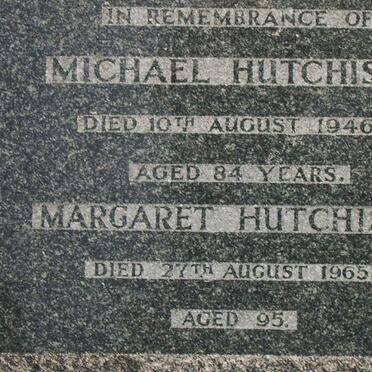 IN REMEMBRANCE OF
MICHAEL HUTCHIS
DIED 10TH AUGUST 1946
AGED 84 YEARS.
MARGARET HUTCHI
DIED 27TH AUGUST 1965
AGED 95.